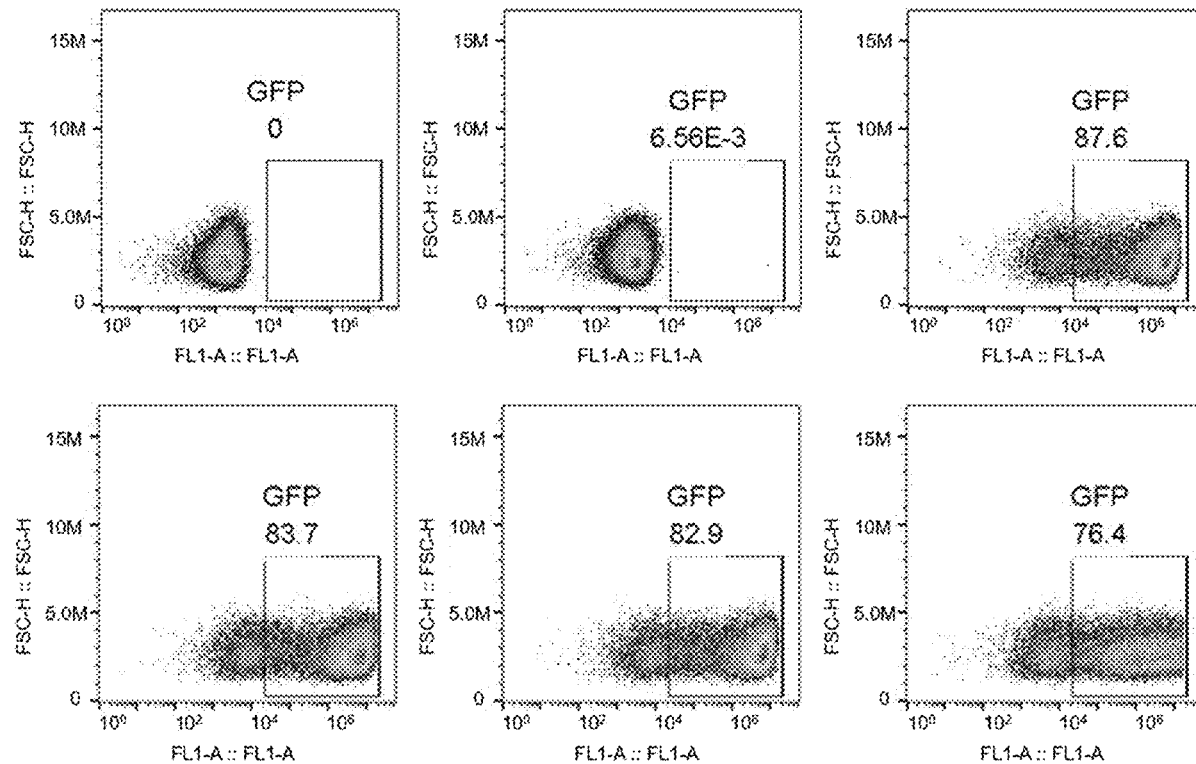 15M
10M
5.0M
0
FSC-H :: FSC-H
GFP
0
10⁰ 10² 10⁴ 10⁶
FL1-A :: FL1-A
15M
10M
5.0M
0
FSC-H :: FSC-H
GFP
6.56E-3
10⁰ 10² 10⁴ 10⁶
FL1-A :: FL1-A
15M
10M
5.0M
0
FSC-H :: FSC-H
GFP
87.6
10⁰ 10² 10⁴ 10⁶
FL1-A :: FL1-A
15M
10M
5.0M
0
FSC-H :: FSC-H
GFP
83.7
10⁰ 10² 10⁴ 10⁶
FL1-A :: FL1-A
15M
10M
5.0M
0
FSC-H :: FSC-H
GFP
82.9
10⁰ 10² 10⁴ 10⁶
FL1-A :: FL1-A
15M
10M
5.0M
0
FSC-H :: FSC-H
GFP
76.4
10⁰ 10² 10⁴ 10⁶
FL1-A :: FL1-A